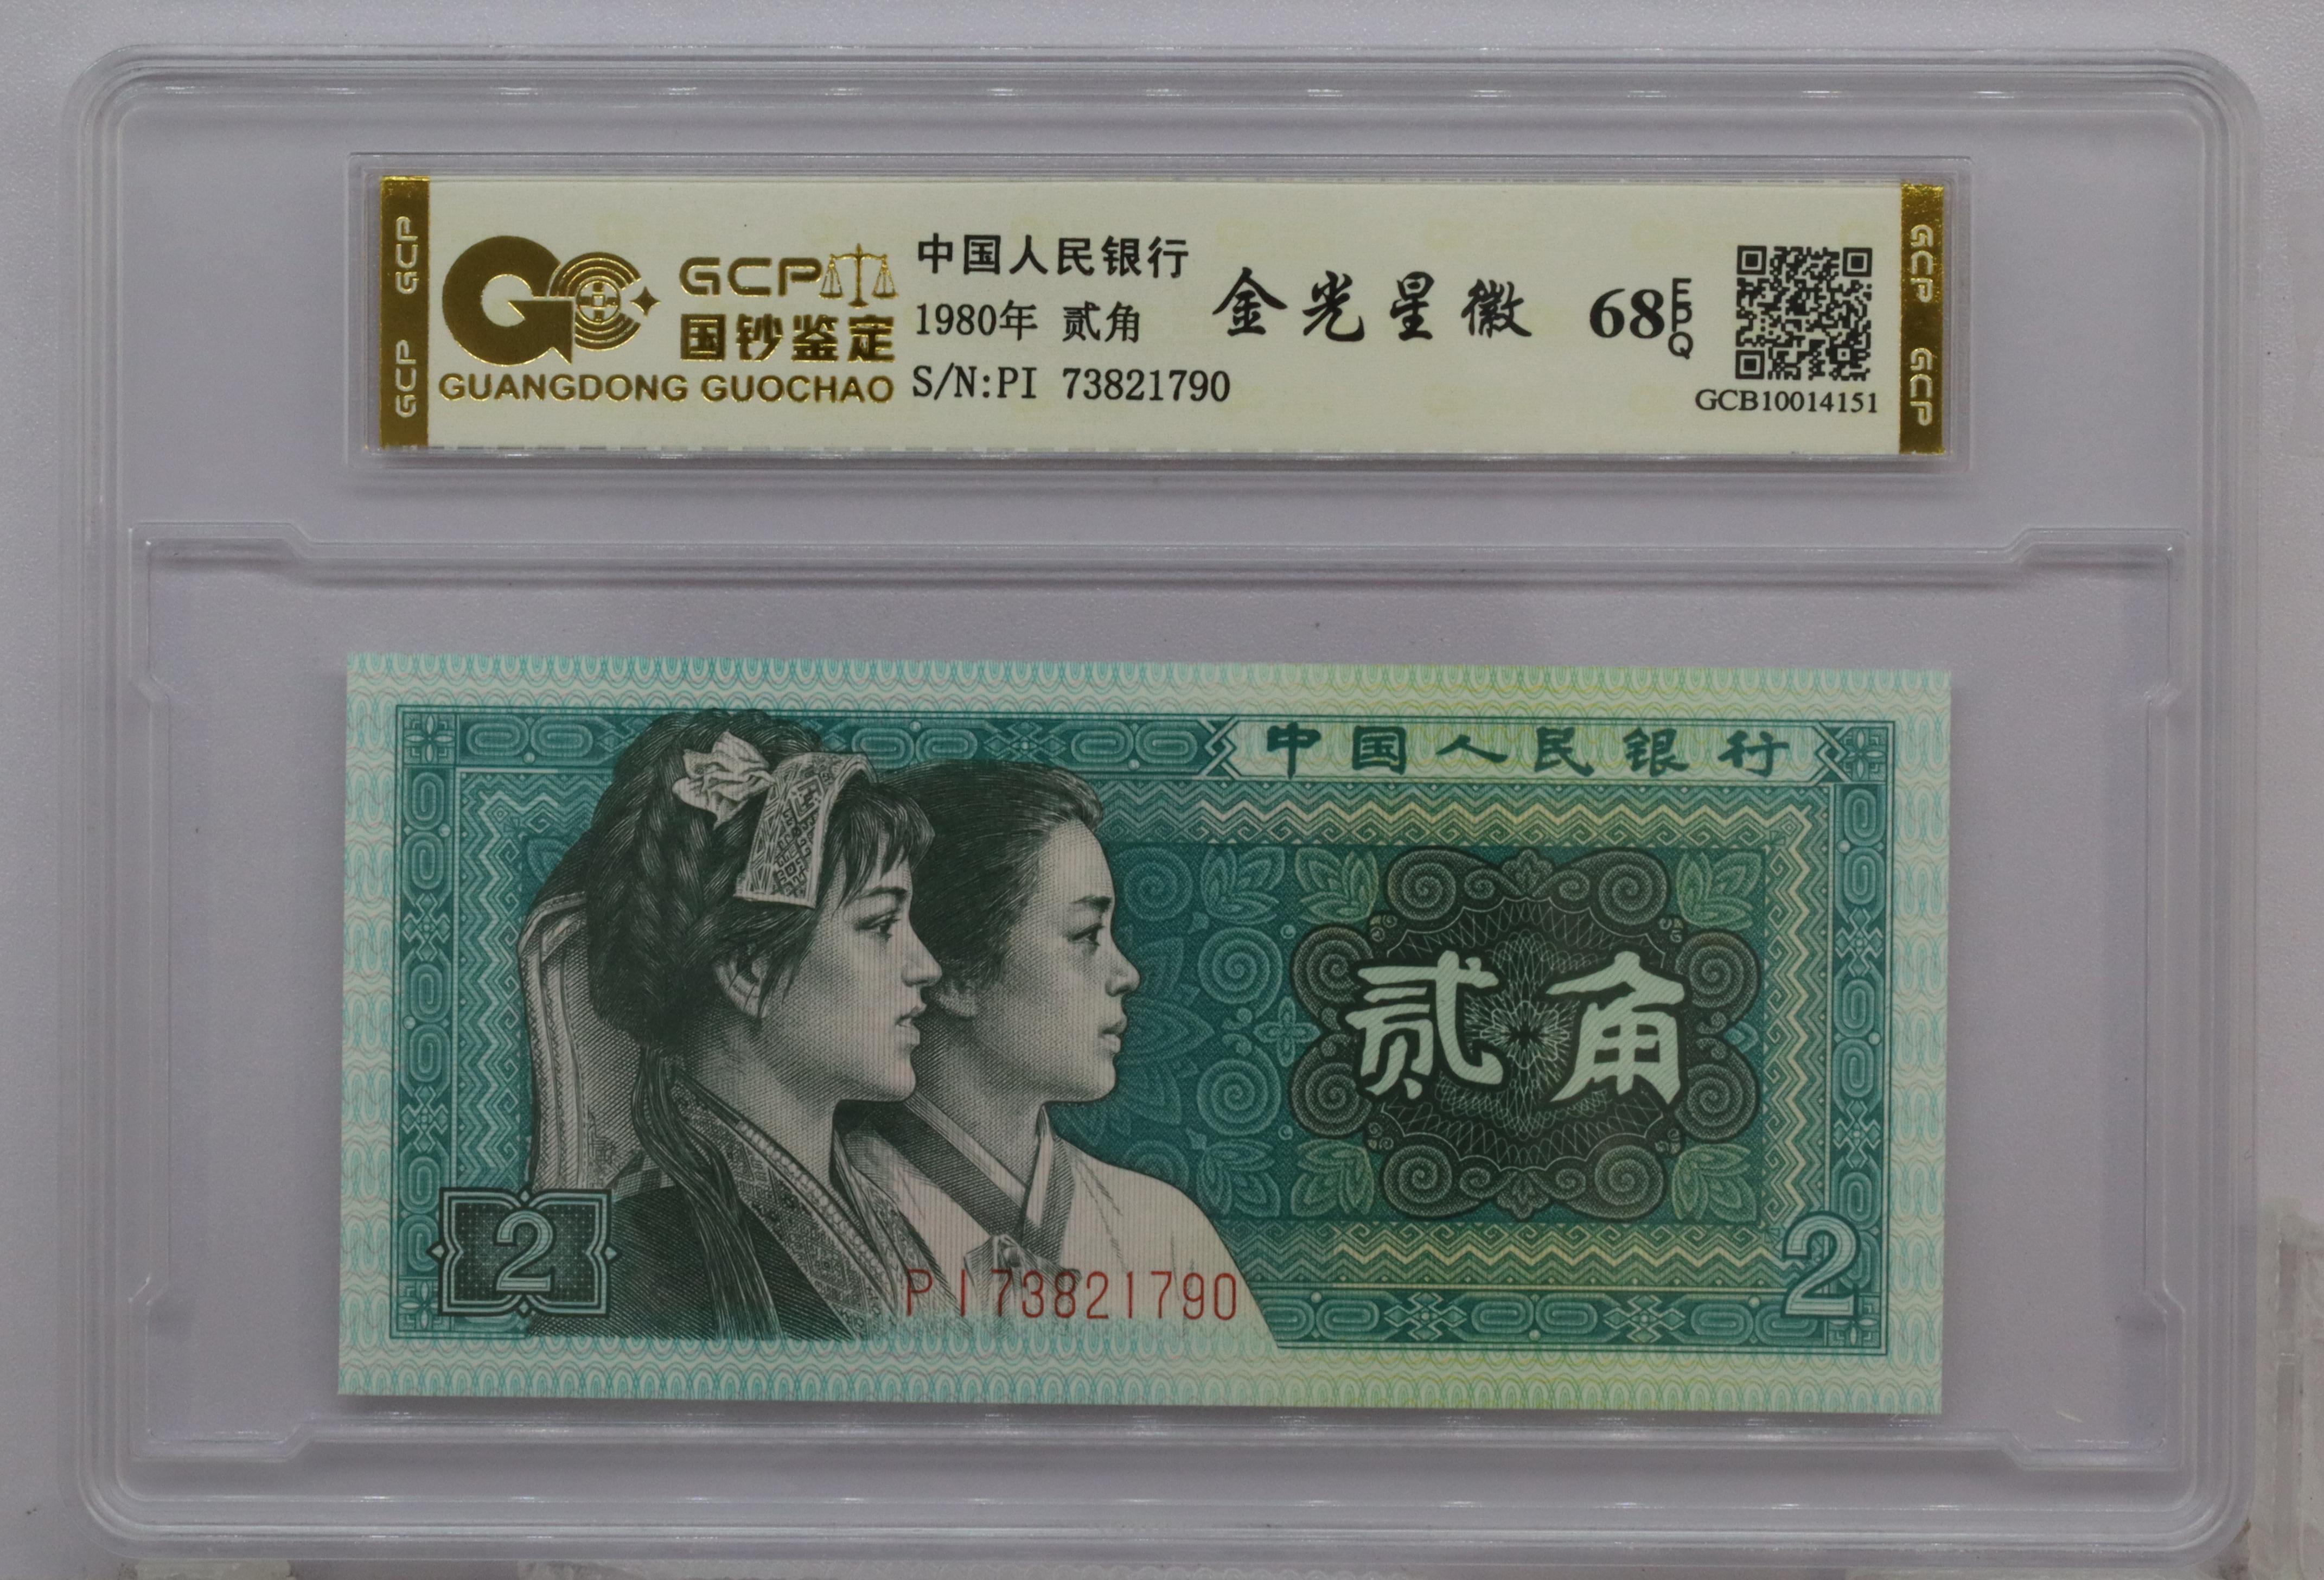 GCP GCP
GCP
国钞鉴定
GUANGDONG GUOCHAO
中国人民银行
1980年 贰角
S/N:PI 73821790
金光星徽
68 EPQ
GCB10014151
GCP GCP
中国人民银行
贰角
2
PI73821790
2